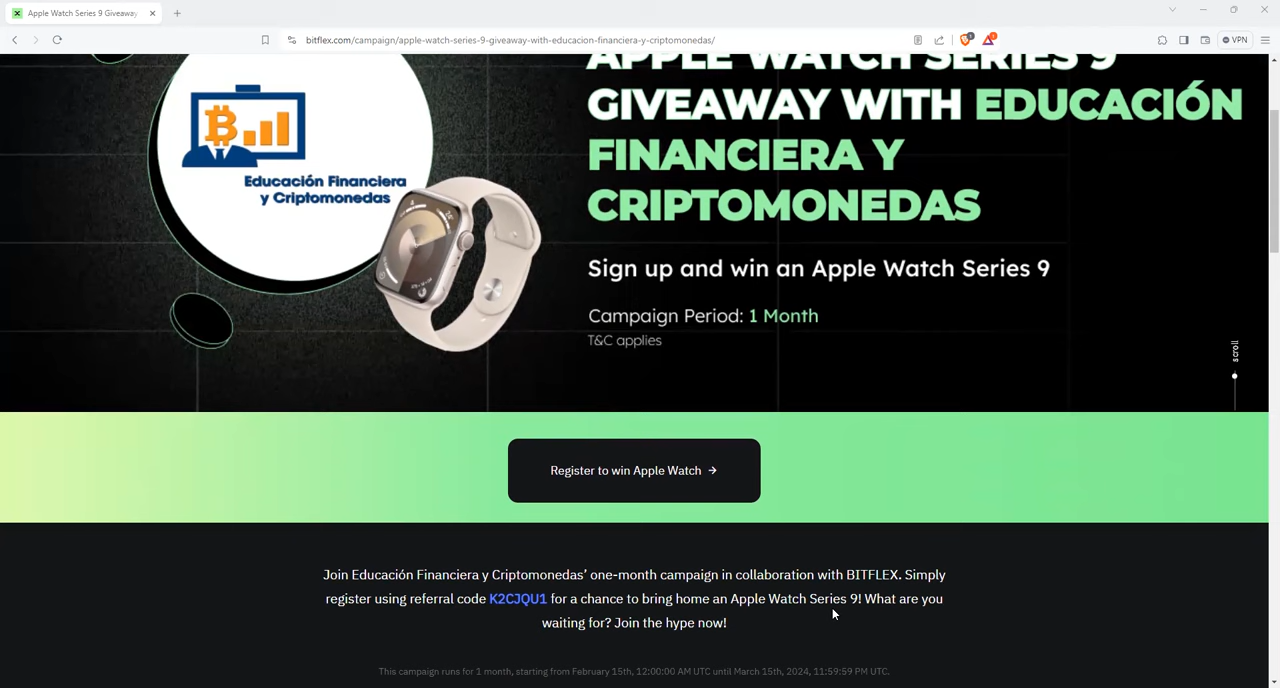 Apple Watch Series 9 Giveaway
bitflex.com/campaign/apple-watch-series-9-giveaway-with-educacion-financiera-y-criptomonedas/
VPN
APPLE WATCH SERIES 9
GIVEAWAY WITH EDUCACIÓN
FINANCIERA Y
CRIPTOMONEDAS
Educación Financiera
y Criptomonedas
Sign up and win an Apple Watch Series 9
Campaign Period: 1 Month
T&C applies
scroll
Register to win Apple Watch →
Join Educación Financiera y Criptomonedas’ one-month campaign in collaboration with BITFLEX. Simply
register using referral code K2CJQU1 for a chance to bring home an Apple Watch Series 9! What are you
waiting for? Join the hype now!
This campaign runs for 1 month, starting from February 15th, 12:00:00 AM UTC until March 15th, 2024, 11:59:59 PM UTC.